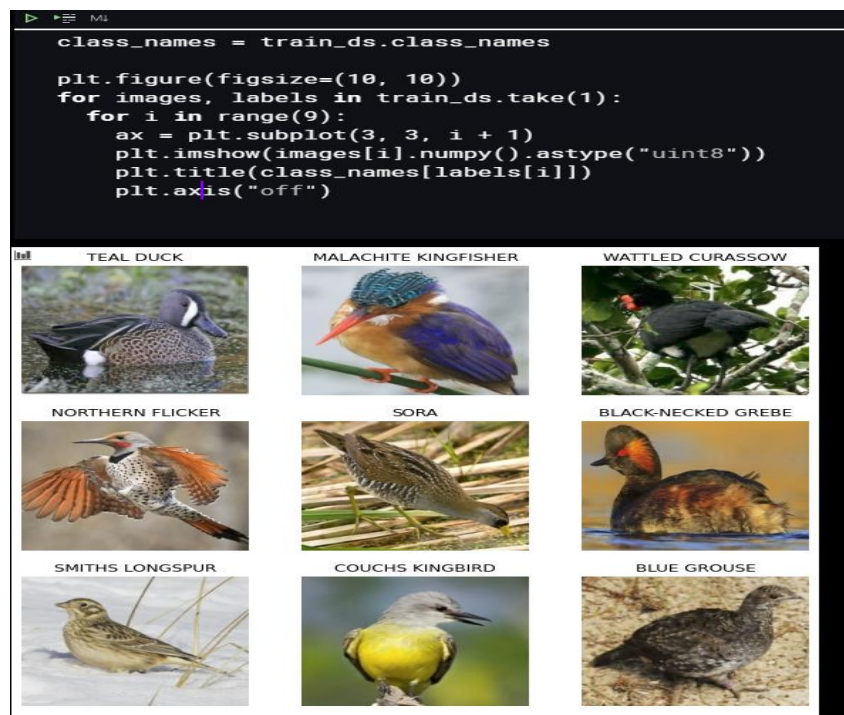 M↓
class_names = train_ds.class_names
plt.figure(figsize=(10, 10))
for images, labels in train_ds.take(1):
  for i in range(9):
    ax = plt.subplot(3, 3, i + 1)
    plt.imshow(images[i].numpy().astype("uint8"))
    plt.title(class_names[labels[i]])
    plt.axis("off")
TEAL DUCK
MALACHITE KINGFISHER
WATTLED CURASSOW
NORTHERN FLICKER
SORA
BLACK-NECKED GREBE
SMITHS LONGSPUR
COUCHS KINGBIRD
BLUE GROUSE